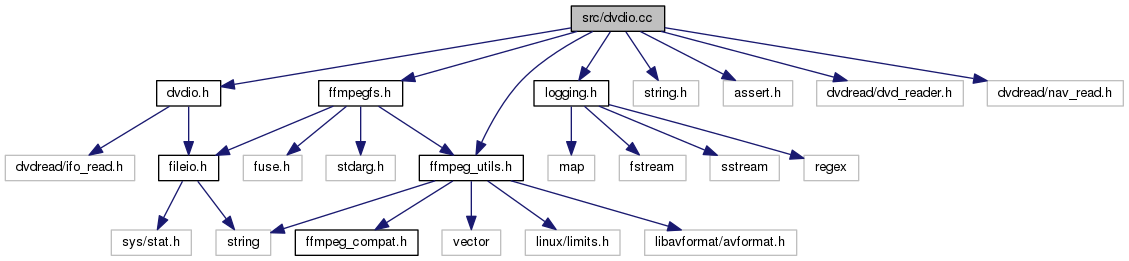 src/dvdio.cc
dvdio.h
ffmpegfs.h
logging.h
string.h
assert.h
dvdread/dvd_reader.h
dvdread/nav_read.h
dvdread/ifo_read.h
fileio.h
fuse.h
stdarg.h
ffmpeg_utils.h
map
fstream
sstream
regex
sys/stat.h
string
ffmpeg_compat.h
vector
linux/limits.h
libavformat/avformat.h